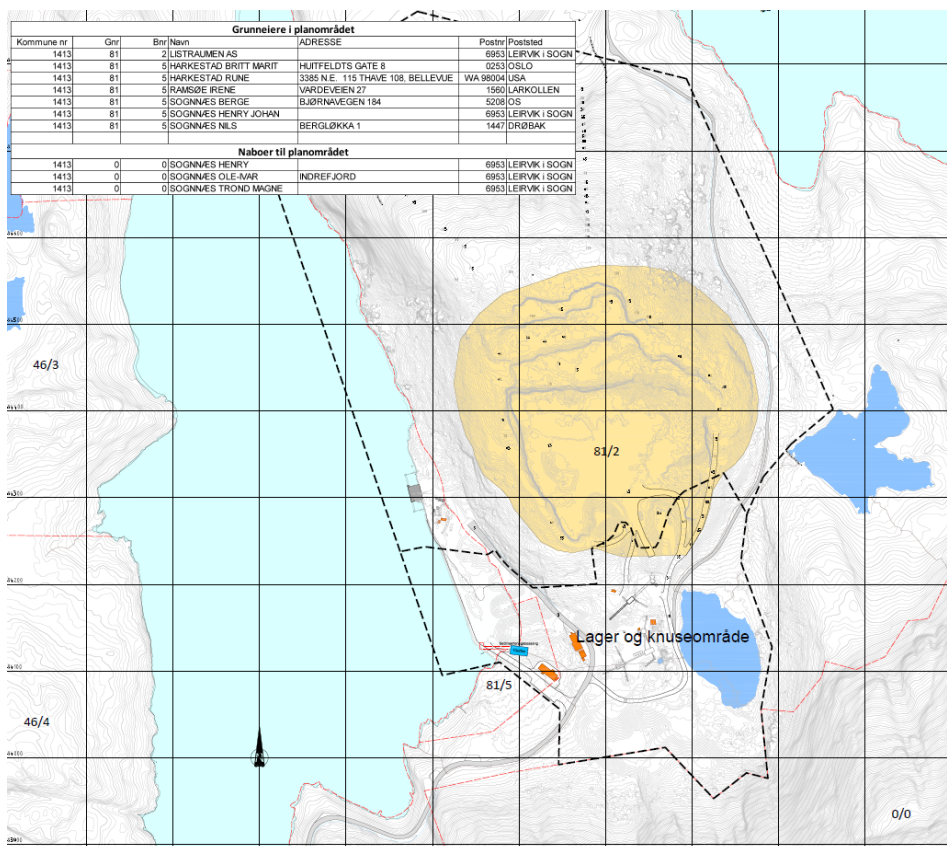 Grunneiere i planområdet
Kommune nr Gnr Bnr Navn ADRESSE Postnr Poststed
1413 81 2 LISTRAUMEN AS 6953 LEIRVIK i SOGN
1413 81 5 HARKESTAD BRITT MARIT HUITFELDTS GATE 8 0253 OSLO
1413 81 5 HARKESTAD RUNE 3385 N.E. 115 THAVE 108, BELLEVUE WA 98004 USA
1413 81 5 RAMSØE IRENE VARDEVEIEN 27 1560 LARKOLLEN
1413 81 5 SOGNNÆS BERGE BJØRNAVEGEN 184 5208 OS
1413 81 5 SOGNNÆS HENRY JOHAN 6953 LEIRVIK i SOGN
1413 81 5 SOGNNÆS NILS BERGLØKKA 1 1447 DRØBAK
Naboer til planområdet
1413 0 0 SOGNNÆS HENRY 6953 LEIRVIK i SOGN
1413 0 0 SOGNNÆS OLE-IVAR INDREFJORD 6953 LEIRVIK i SOGN
1413 0 0 SOGNNÆS TROND MAGNE 6953 LEIRVIK i SOGN
46/3
81/2
Lager og knuseområde
81/5
46/4
0/0